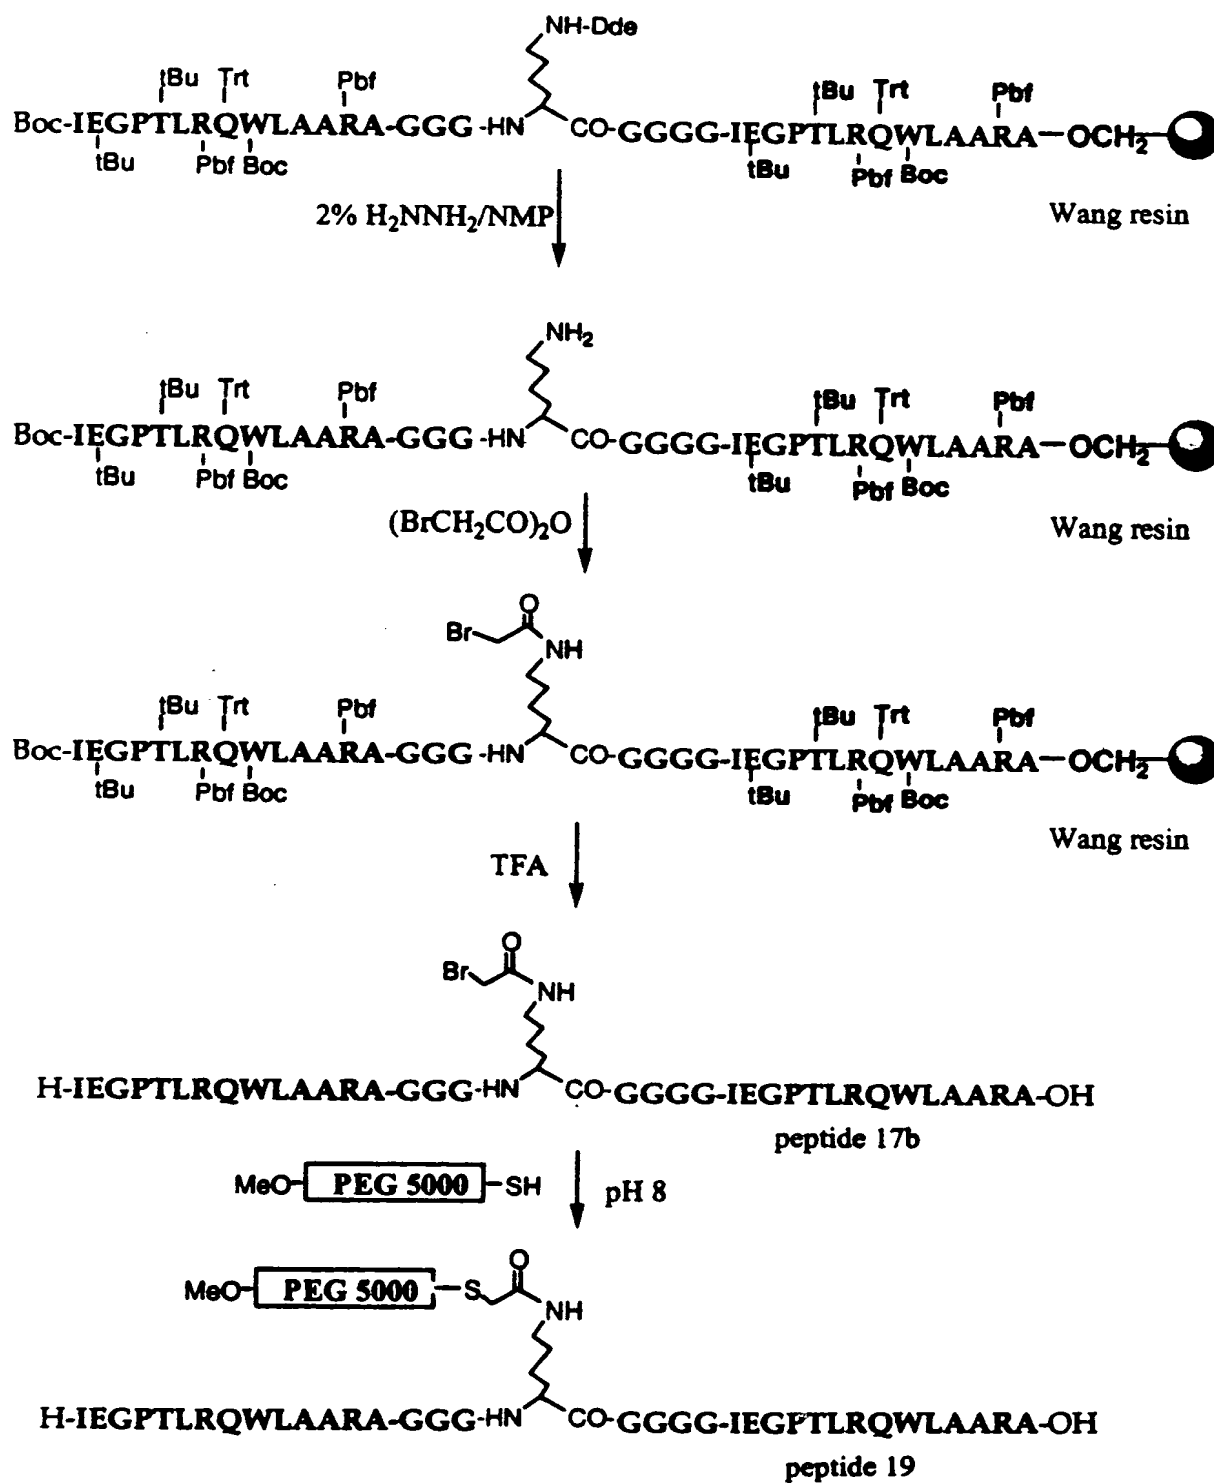 NH-Dde
tBu Trt Pbf tBu Trt Pbf
Boc-IEGPTLRQWLAARA-GGG-HN CO-GGGG-IEGPTLRQWLAARA-OCH₂
tBu Pbf Boc tBu Pbf Boc
2% H₂NNH₂/NMP
Wang resin
NH₂
tBu Trt Pbf tBu Trt Pbf
Boc-IEGPTLRQWLAARA-GGG-HN CO-GGGG-IEGPTLRQWLAARA-OCH₂
tBu Pbf Boc tBu Pbf Boc
(BrCH₂CO)₂O
Wang resin
O
Br NH
tBu Trt Pbf tBu Trt Pbf
Boc-IEGPTLRQWLAARA-GGG-HN CO-GGGG-IEGPTLRQWLAARA-OCH₂
tBu Pbf Boc tBu Pbf Boc
Wang resin
TFA
O
Br NH
H-IEGPTLRQWLAARA-GGG-HN CO-GGGG-IEGPTLRQWLAARA-OH
peptide 17b
MeO-PEG 5000-SH pH 8
O
MeO-PEG 5000-S NH
H-IEGPTLRQWLAARA-GGG-HN CO-GGGG-IEGPTLRQWLAARA-OH
peptide 19